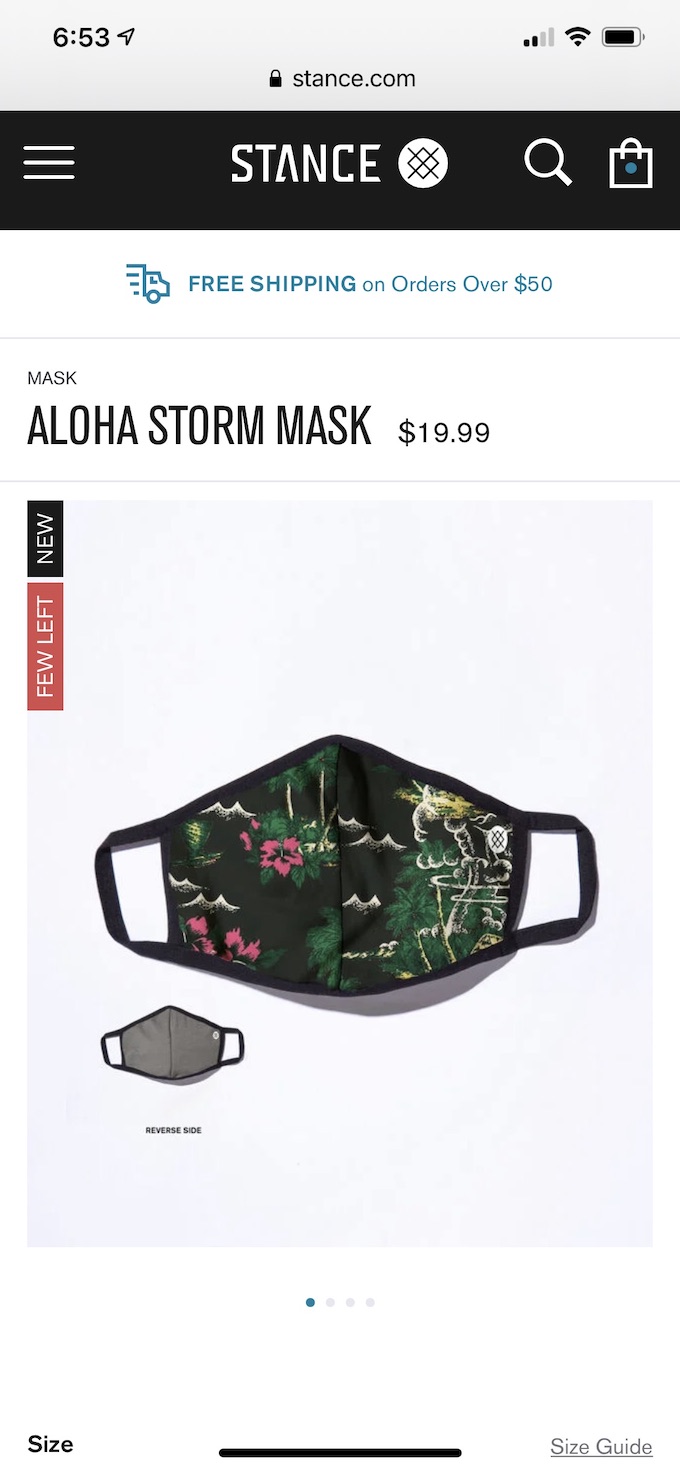 6:53
stance.com
STANCE
FREE SHIPPING on Orders Over $50
MASK
ALOHA STORM MASK $19.99
NEW
FEW LEFT
REVERSE SIDE
Size
Size Guide